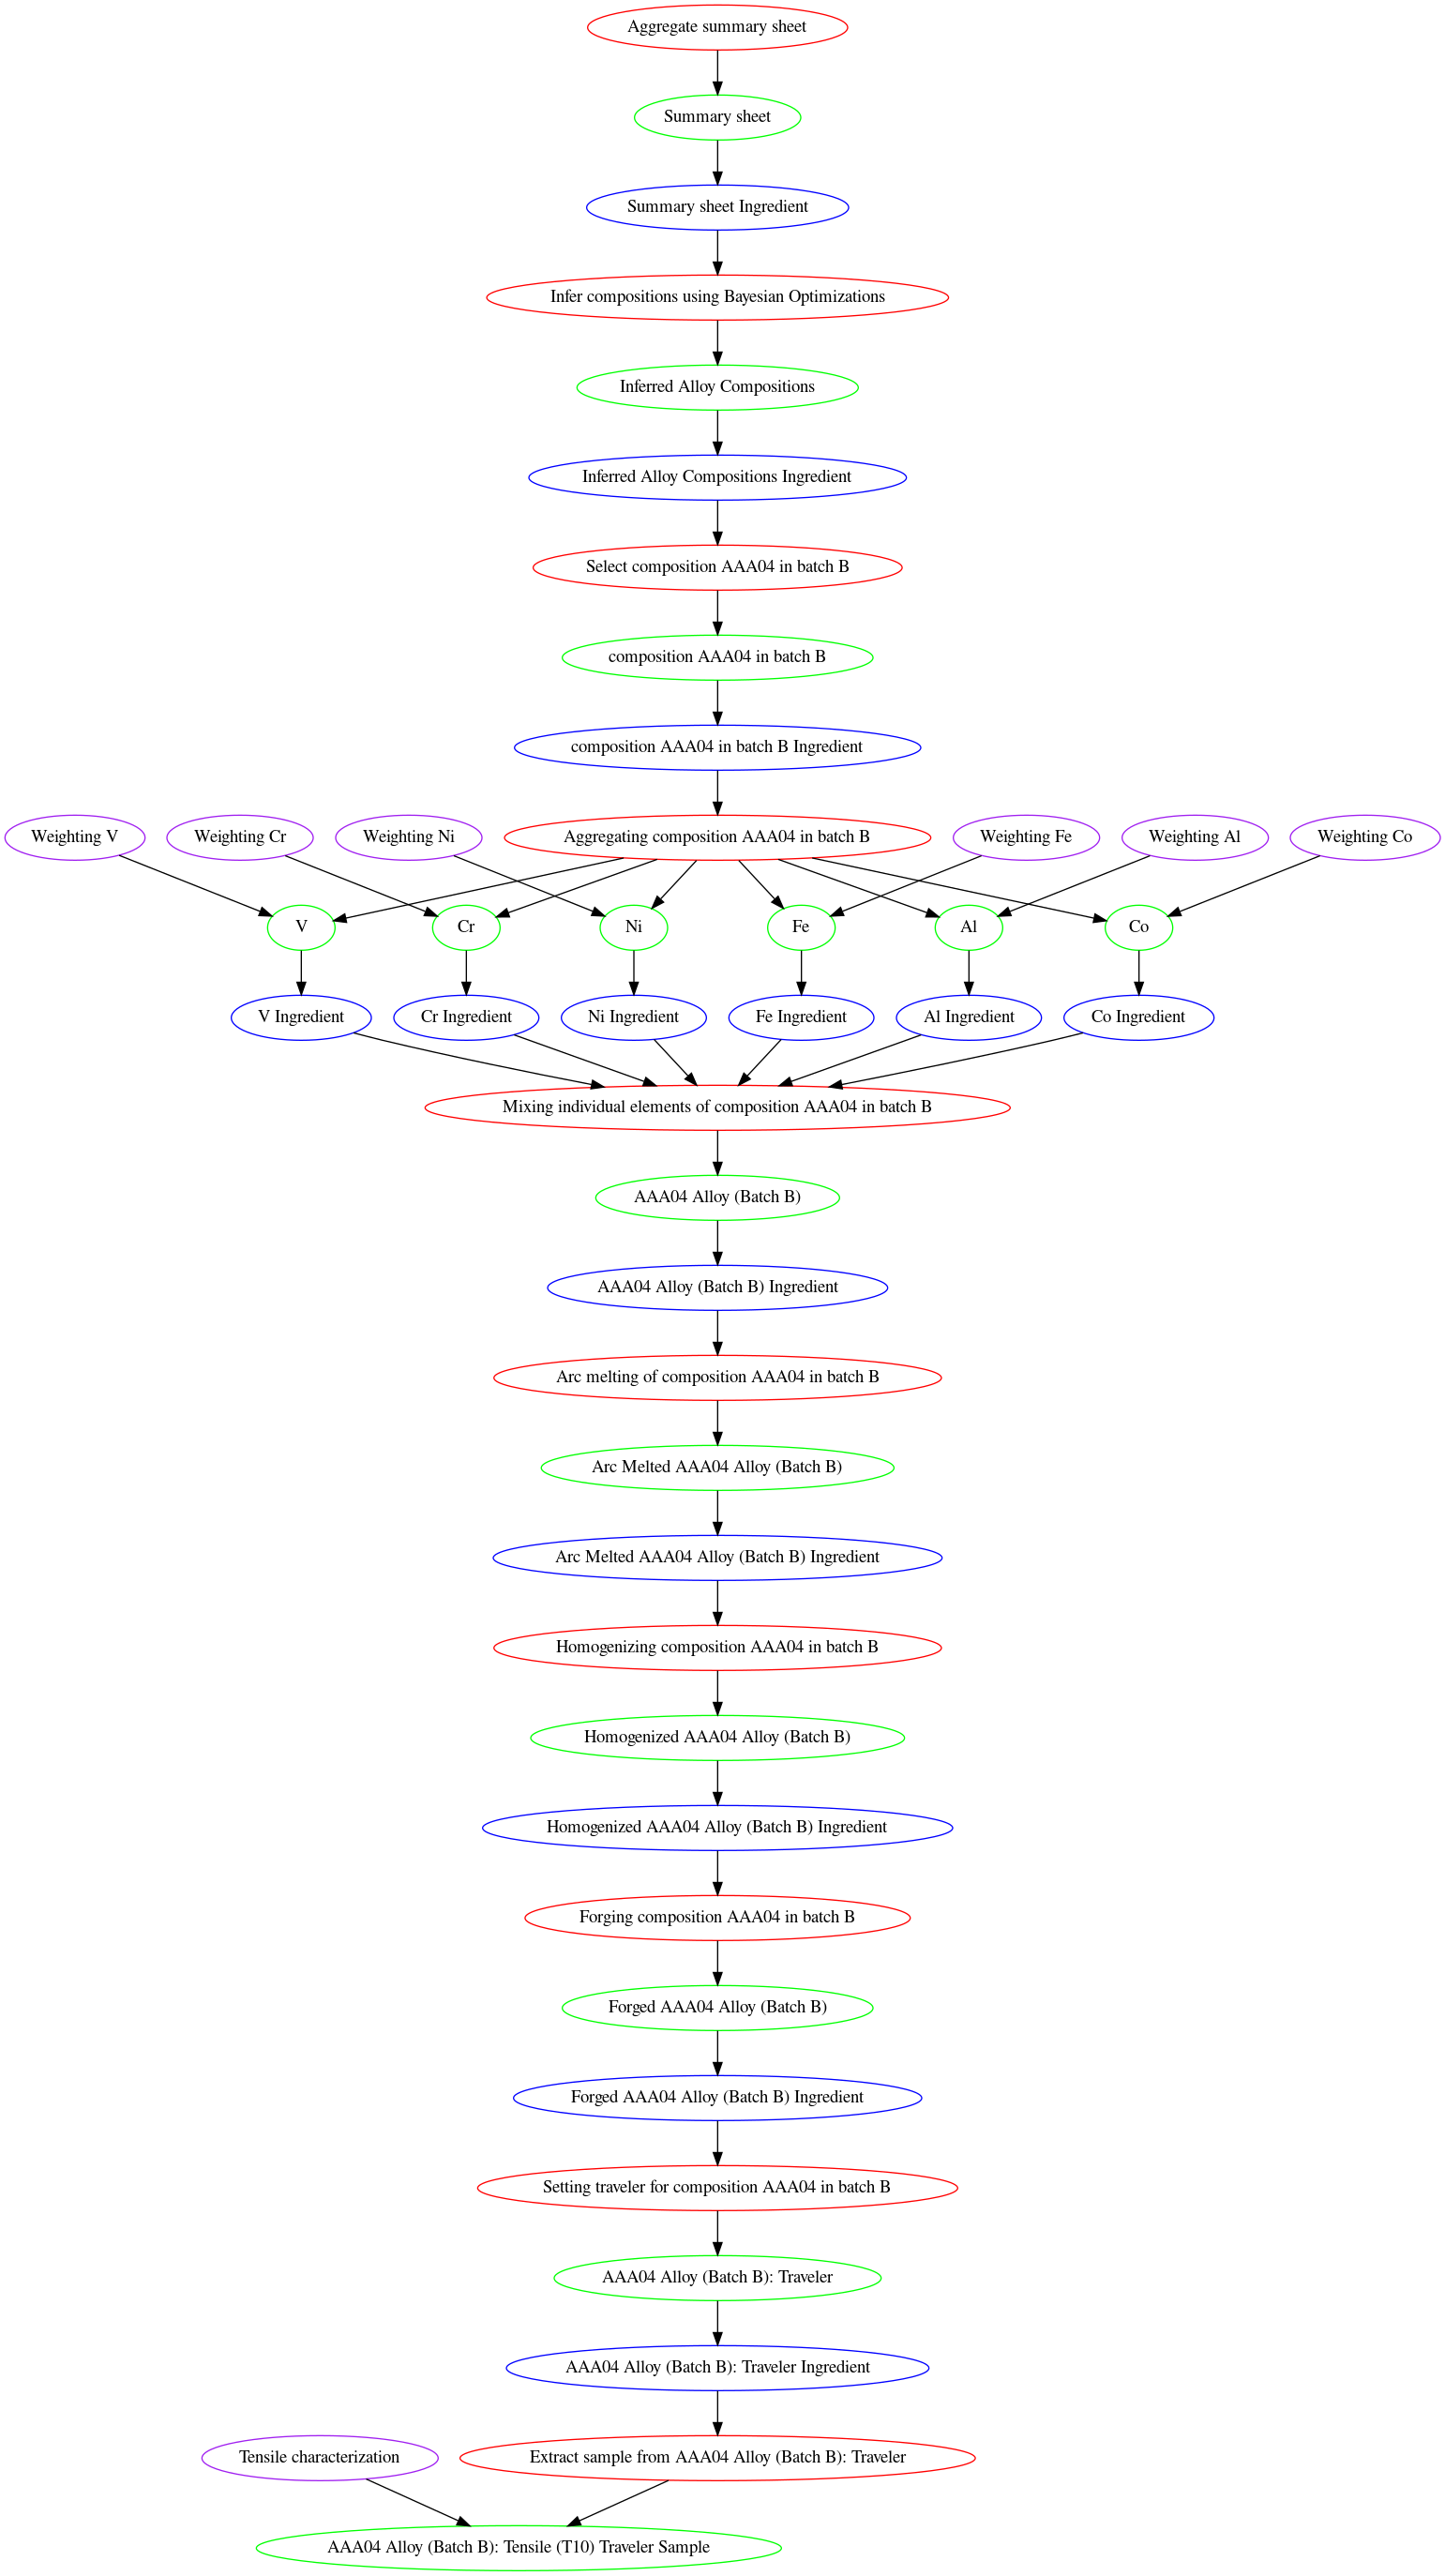 Aggregate summary sheet
Summary sheet
Summary sheet Ingredient
Infer compositions using Bayesian Optimizations
Inferred Alloy Compositions
Inferred Alloy Compositions Ingredient
Select composition AAA04 in batch B
composition AAA04 in batch B
composition AAA04 in batch B Ingredient
Weighting V
Weighting Cr
Weighting Ni
Aggregating composition AAA04 in batch B
Weighting Fe
Weighting Al
Weighting Co
V
Cr
Ni
Fe
Al
Co
V Ingredient
Cr Ingredient
Ni Ingredient
Fe Ingredient
Al Ingredient
Co Ingredient
Mixing individual elements of composition AAA04 in batch B
AAA04 Alloy (Batch B)
AAA04 Alloy (Batch B) Ingredient
Arc melting of composition AAA04 in batch B
Arc Melted AAA04 Alloy (Batch B)
Arc Melted AAA04 Alloy (Batch B) Ingredient
Homogenizing composition AAA04 in batch B
Homogenized AAA04 Alloy (Batch B)
Homogenized AAA04 Alloy (Batch B) Ingredient
Forging composition AAA04 in batch B
Forged AAA04 Alloy (Batch B)
Forged AAA04 Alloy (Batch B) Ingredient
Setting traveler for composition AAA04 in batch B
AAA04 Alloy (Batch B): Traveler
AAA04 Alloy (Batch B): Traveler Ingredient
Tensile characterization
Extract sample from AAA04 Alloy (Batch B): Traveler
AAA04 Alloy (Batch B): Tensile (T10) Traveler Sample